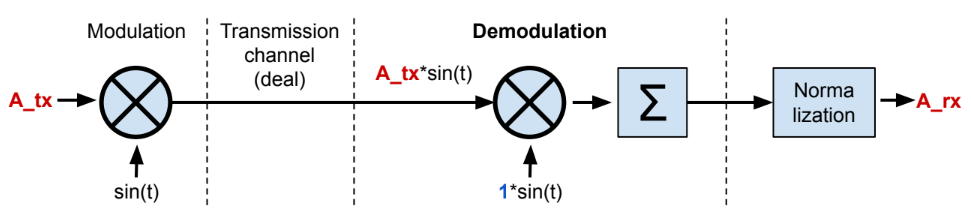 Modulation
Transmission
channel
(deal)
Demodulation
A_tx
A_tx*sin(t)
Σ
Norma
lization
A_rx
sin(t)
1*sin(t)